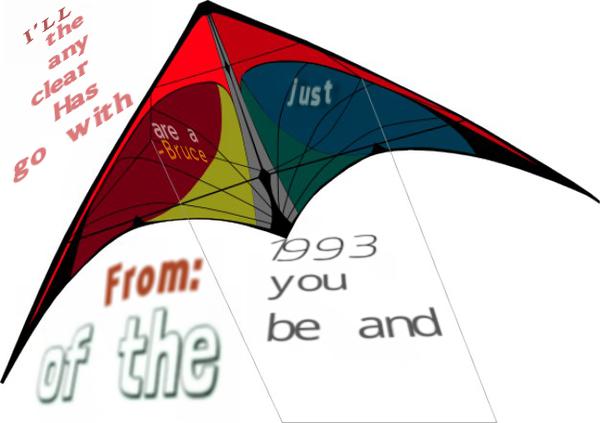 I'LL
the
any
clear
Has
go with
just
are a
-Bruce
From:
of the
1993
you
be and